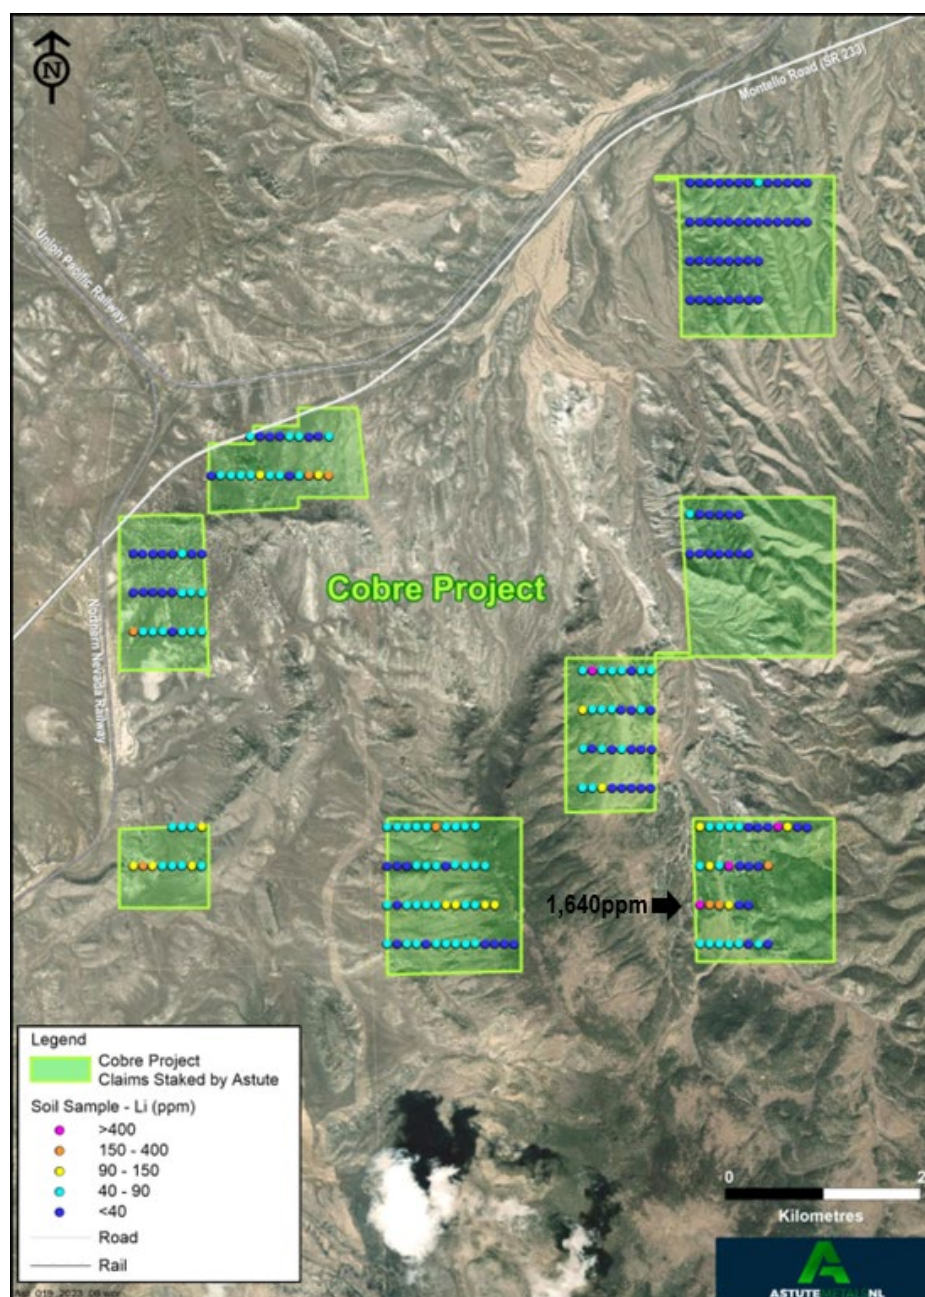 N
Montello Road (SR 233)
Union Pacific Railway
Cobre Project
Northern Nevada Railway
1,640ppm
Legend
Cobre Project
Claims Staked by Astute
Soil Sample - Li (ppm)
>400
150 - 400
90 - 150
40 - 90
<40
Road
Rail
0 2
Kilometres
ASTUTE METALS NL